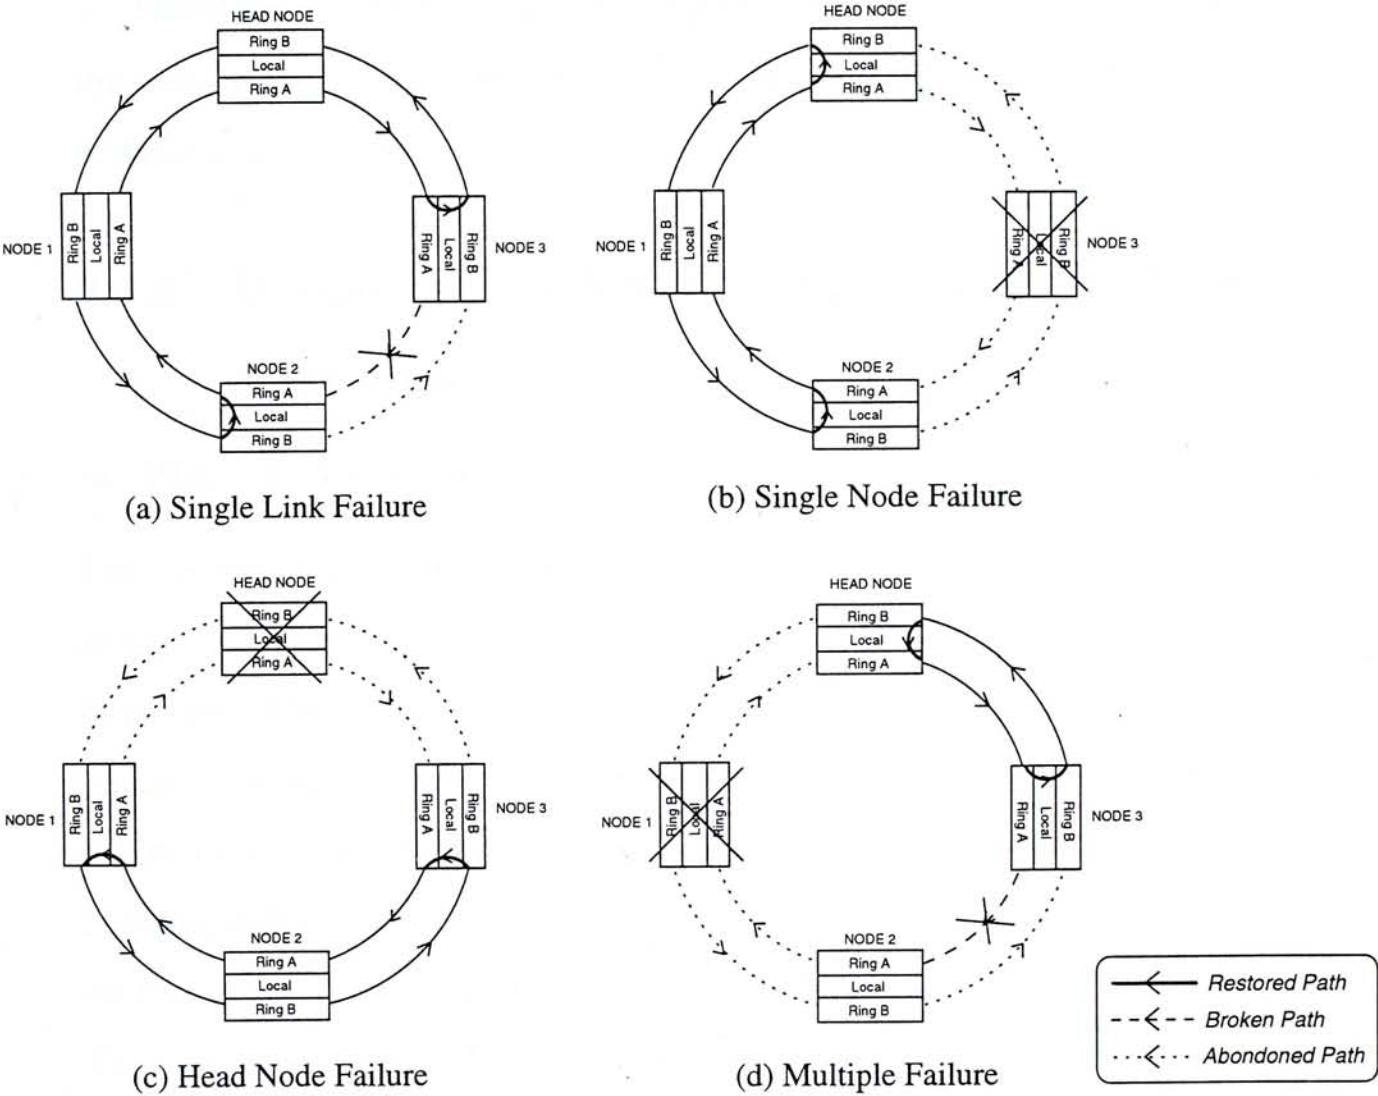 HEAD NODE
Ring B
Local
Ring A
NODE 1
Ring B
Local
Ring A
Ring A
Local
Ring B
NODE 3
NODE 2
Ring A
Local
Ring B
(a) Single Link Failure
HEAD NODE
Ring B
Local
Ring A
NODE 1
Ring B
Local
Ring A
Ring A
Local
Ring B
NODE 3
NODE 2
Ring A
Local
Ring B
(b) Single Node Failure
HEAD NODE
Ring B
Local
Ring A
NODE 1
Ring B
Local
Ring A
Ring A
Local
Ring B
NODE 3
NODE 2
Ring A
Local
Ring B
(c) Head Node Failure
HEAD NODE
Ring B
Local
Ring A
NODE 1
Ring B
Local
Ring A
Ring A
Local
Ring B
NODE 3
NODE 2
Ring A
Local
Ring B
(d) Multiple Failure
Restored Path
Broken Path
Abondoned Path